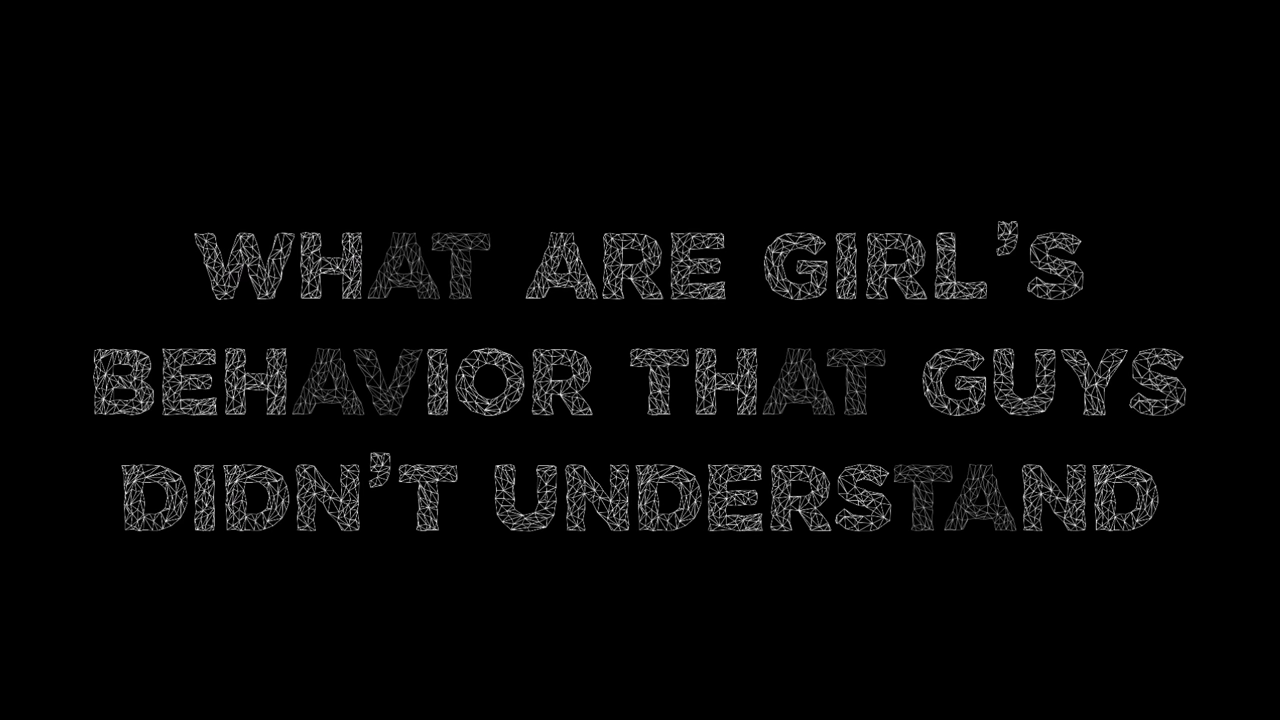 WHAT ARE GIRL’S
BEHAVIOR THAT GUYS
DIDN’T UNDERSTAND